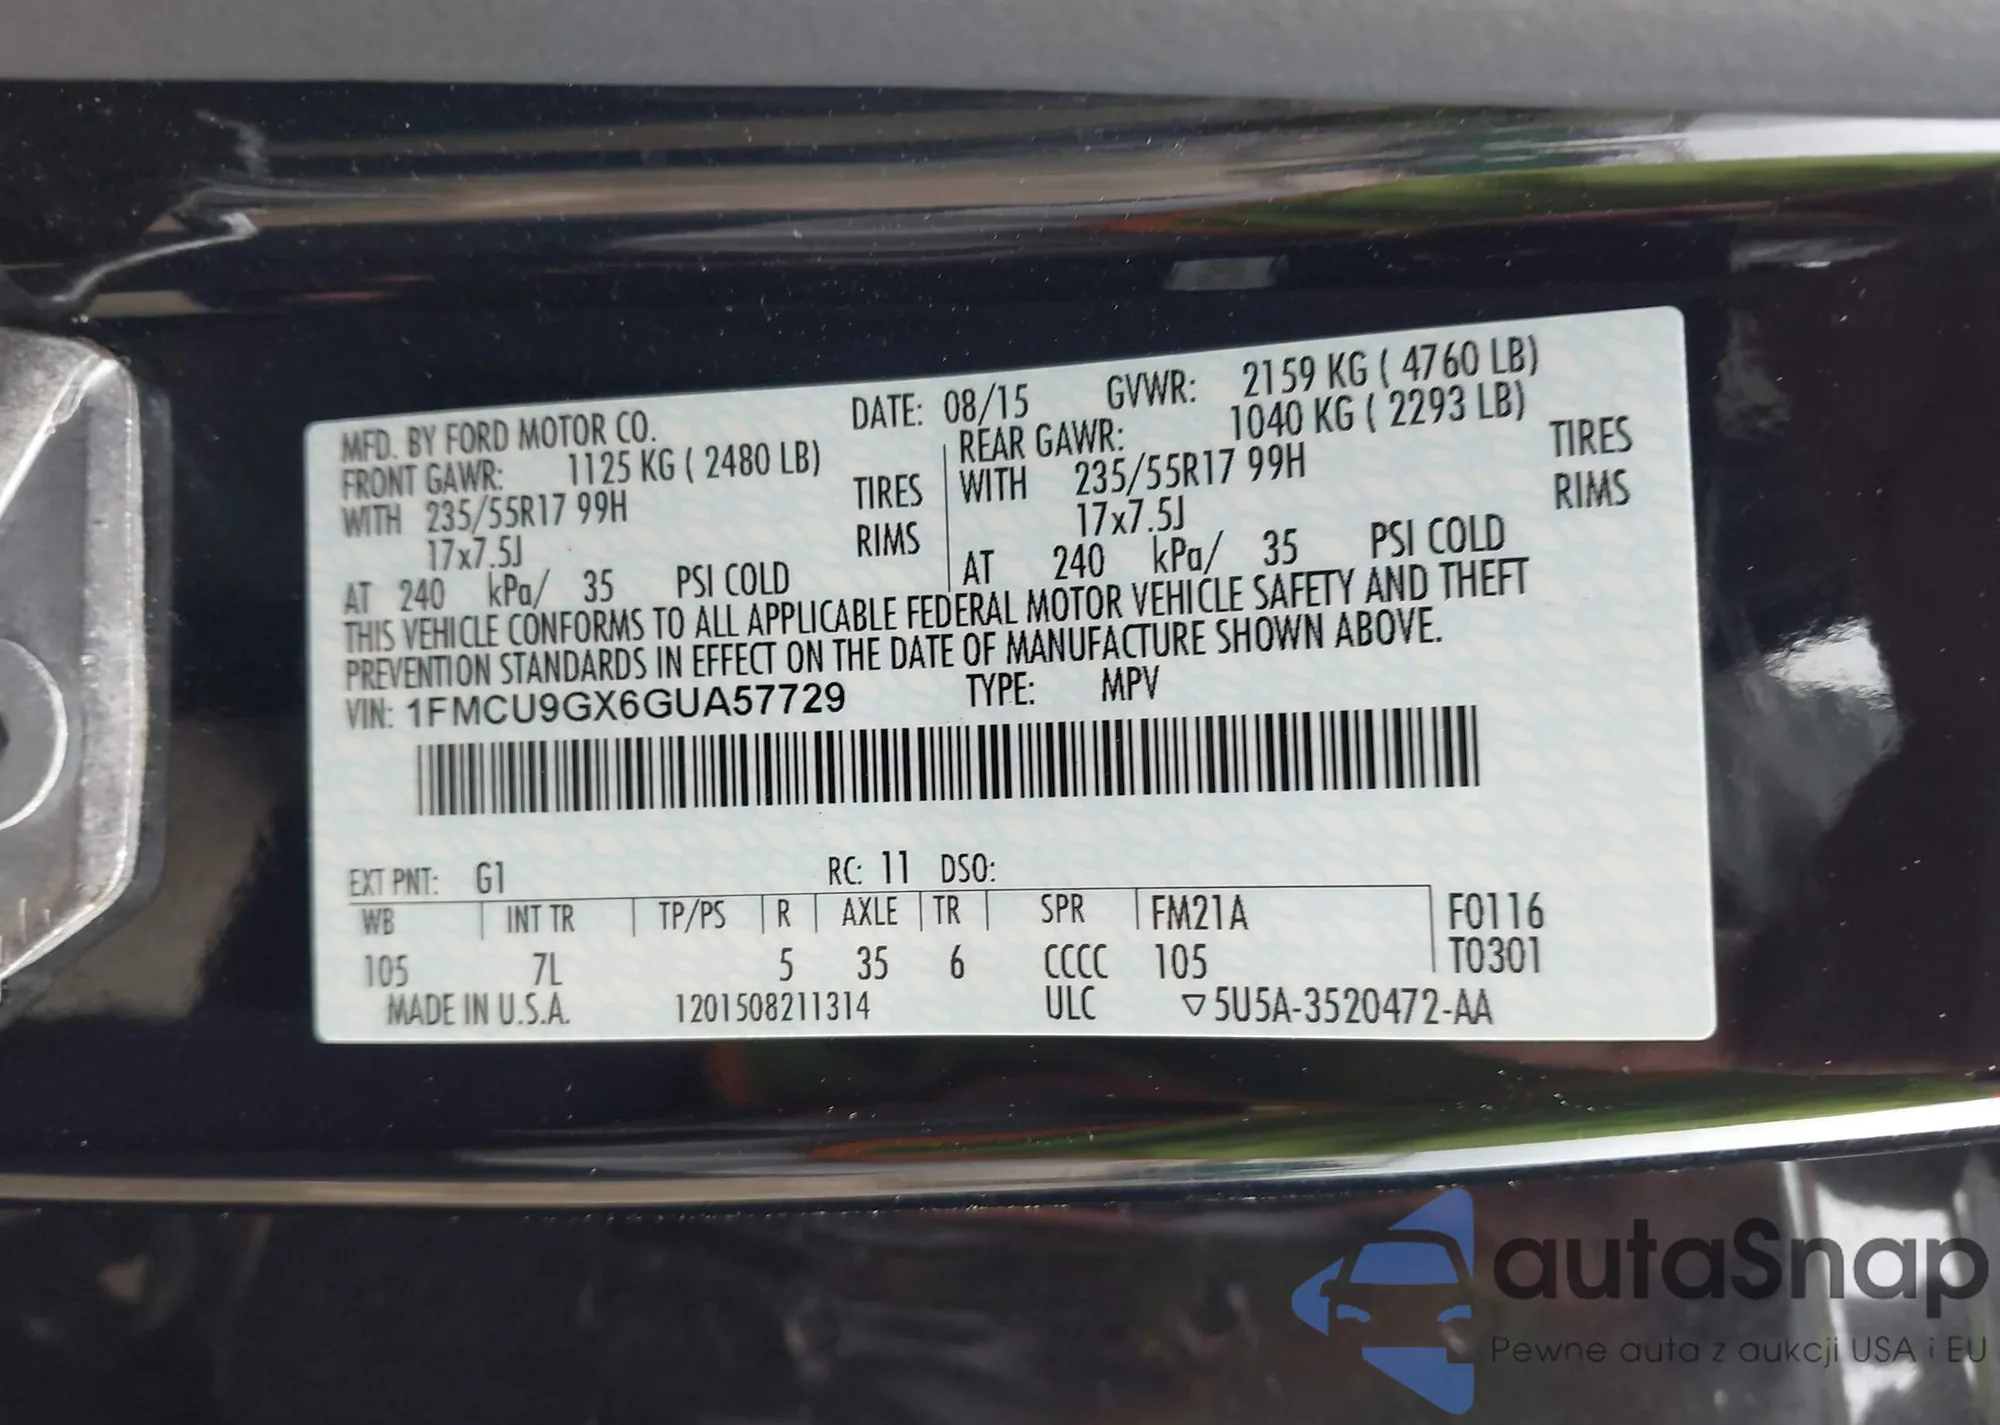 MFD. BY FORD MOTOR CO. DATE: 08/15 GVWR: 2159 KG ( 4760 LB)
FRONT GAWR: 1125 KG ( 2480 LB) REAR GAWR: 1040 KG ( 2293 LB)
WITH 235/55R17 99H TIRES WITH 235/55R17 99H TIRES
17x7.5J RIMS 17x7.5J RIMS
AT 240 kPa/ 35 PSI COLD AT 240 kPa/ 35 PSI COLD
THIS VEHICLE CONFORMS TO ALL APPLICABLE FEDERAL MOTOR VEHICLE SAFETY AND THEFT
PREVENTION STANDARDS IN EFFECT ON THE DATE OF MANUFACTURE SHOWN ABOVE.
VIN: 1FMCU9GX6GUA57729 TYPE: MPV
EXT PNT: G1 RC: 11 DSO:
WB INT TR TP/PS R AXLE TR SPR FM21A F0116
105 7L 5 35 6 CCCC 105 T0301
MADE IN U.S.A. 1201508211314 ULC ▽5U5A-3520472-AA
autaSnap
Pewne auta z aukcji USA i EU